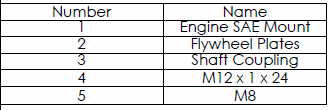 Number Name
1 Engine SAE Mount
2 Flywheel Plates
3 Shaft Coupling
4 M12 x 1 x 24
5 M8